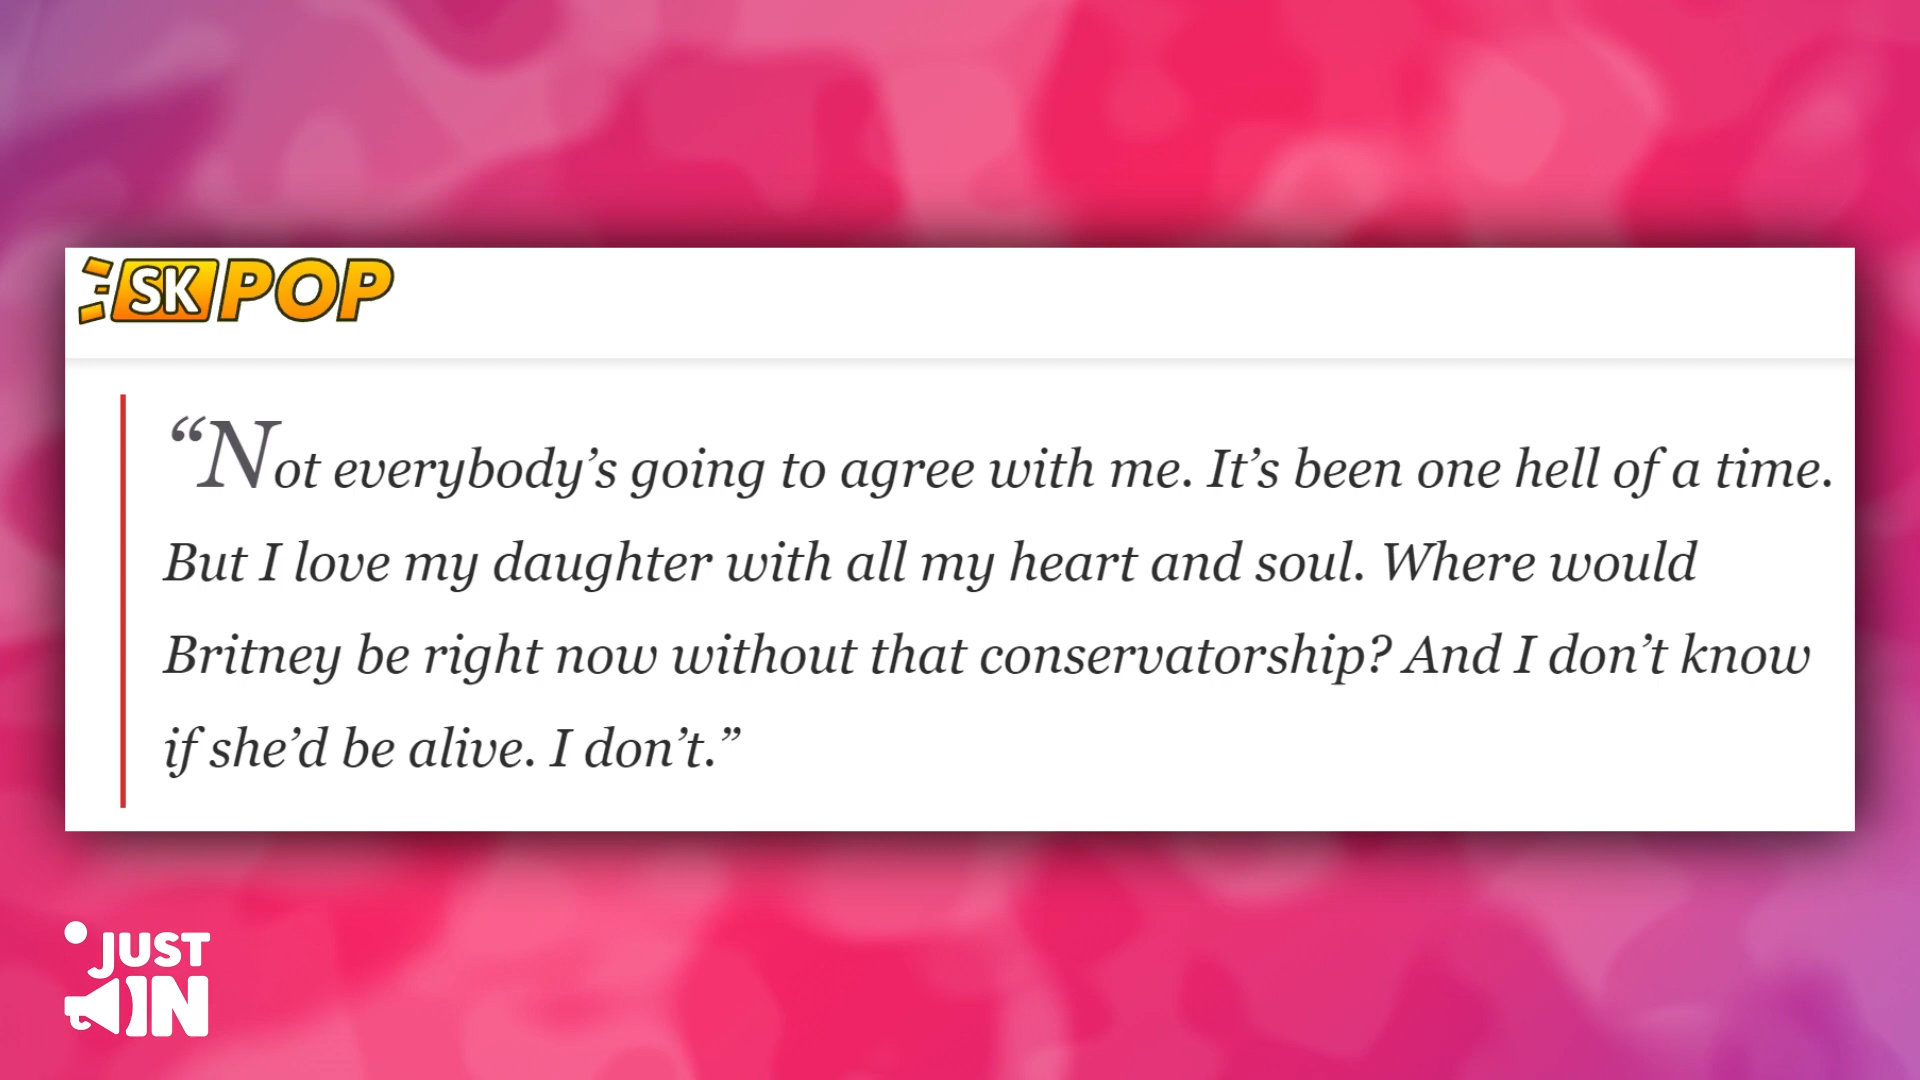 SK POP
“Not everybody’s going to agree with me. It’s been one hell of a time.
But I love my daughter with all my heart and soul. Where would
Britney be right now without that conservatorship? And I don’t know
if she’d be alive. I don’t.”
JUST
IN